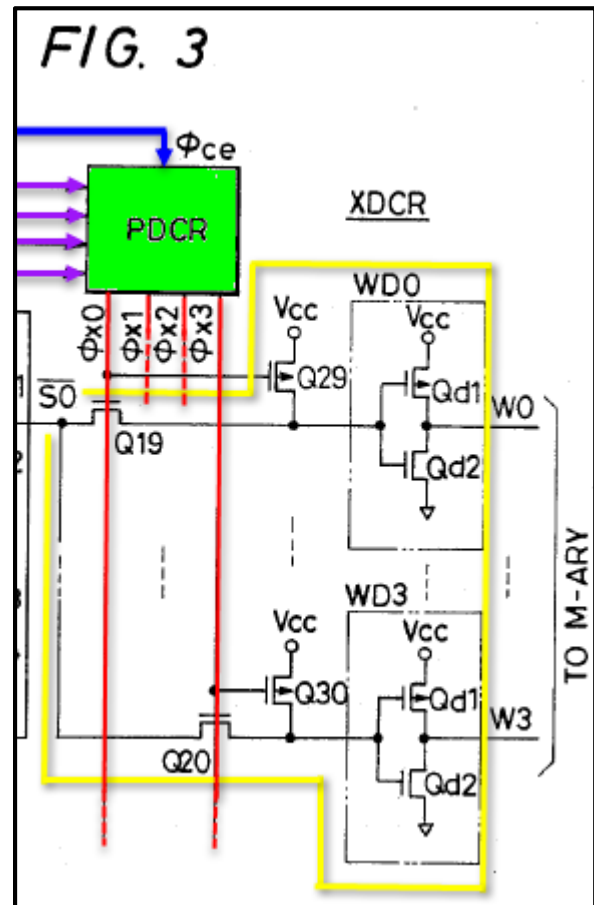 FIG. 3
ϕce
PDCR
XDCR
ϕx0
ϕx1
ϕx2
ϕx3
Vcc
WD0
Vcc
Q29
Qd1
S̅0̅
Q19
W0
Qd2
TO M-ARY
WD3
Vcc
Vcc
Q30
Qd1
W3
Q20
Qd2